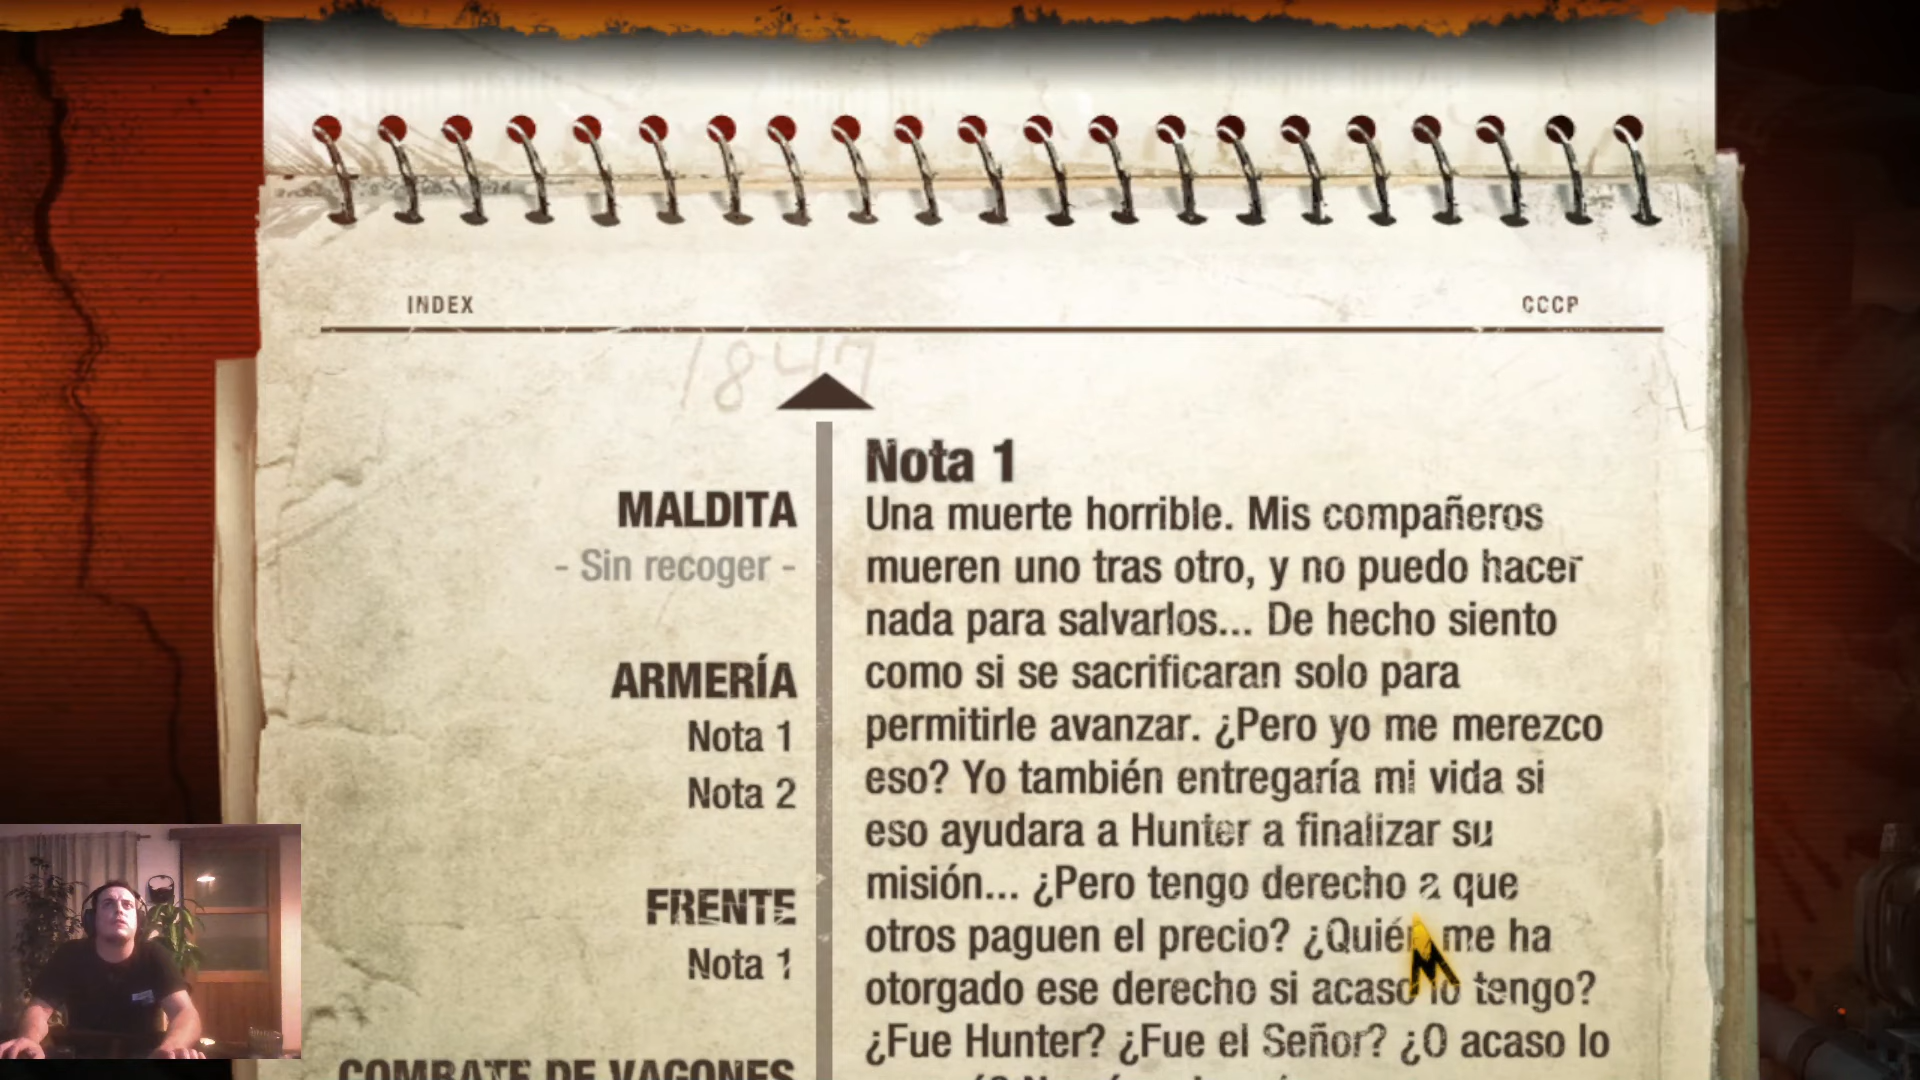 INDEX
CCCP
1847
MALDITA
- Sin recoger -
ARMERÍA
Nota 1
Nota 2
FRENTE
Nota 1
COMBATE DE VAGONES
Nota 1
Una muerte horrible. Mis compañeros
mueren uno tras otro, y no puedo hacer
nada para salvarlos... De hecho siento
como si se sacrificaran solo para
permitirle avanzar. ¿Pero yo me merezco
eso? Yo también entregaría mi vida si
eso ayudara a Hunter a finalizar su
misión... ¿Pero tengo derecho a que
otros paguen el precio? ¿Quién me ha
otorgado ese derecho si acaso lo tengo?
¿Fue Hunter? ¿Fue el Señor? ¿O acaso lo